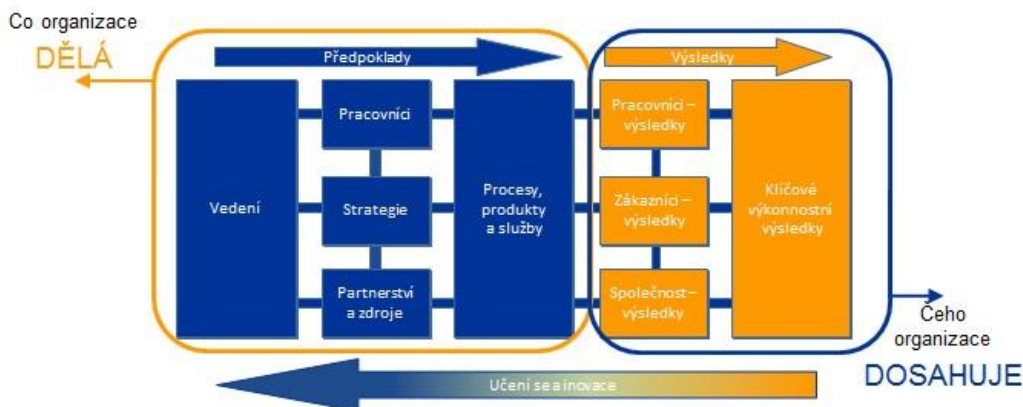 Co organizace
DĚLÁ
Předpoklady
Výsledky
Vedení
Pracovníci
Strategie
Partnerství
a zdroje
Procesy,
produkty
a služby
Pracovníci –
výsledky
Zákazníci –
výsledky
Společnost–
výsledky
Klíčové
výkonnostní
výsledky
Učení se a inovace
Čeho
organizace
DOSAHUJE